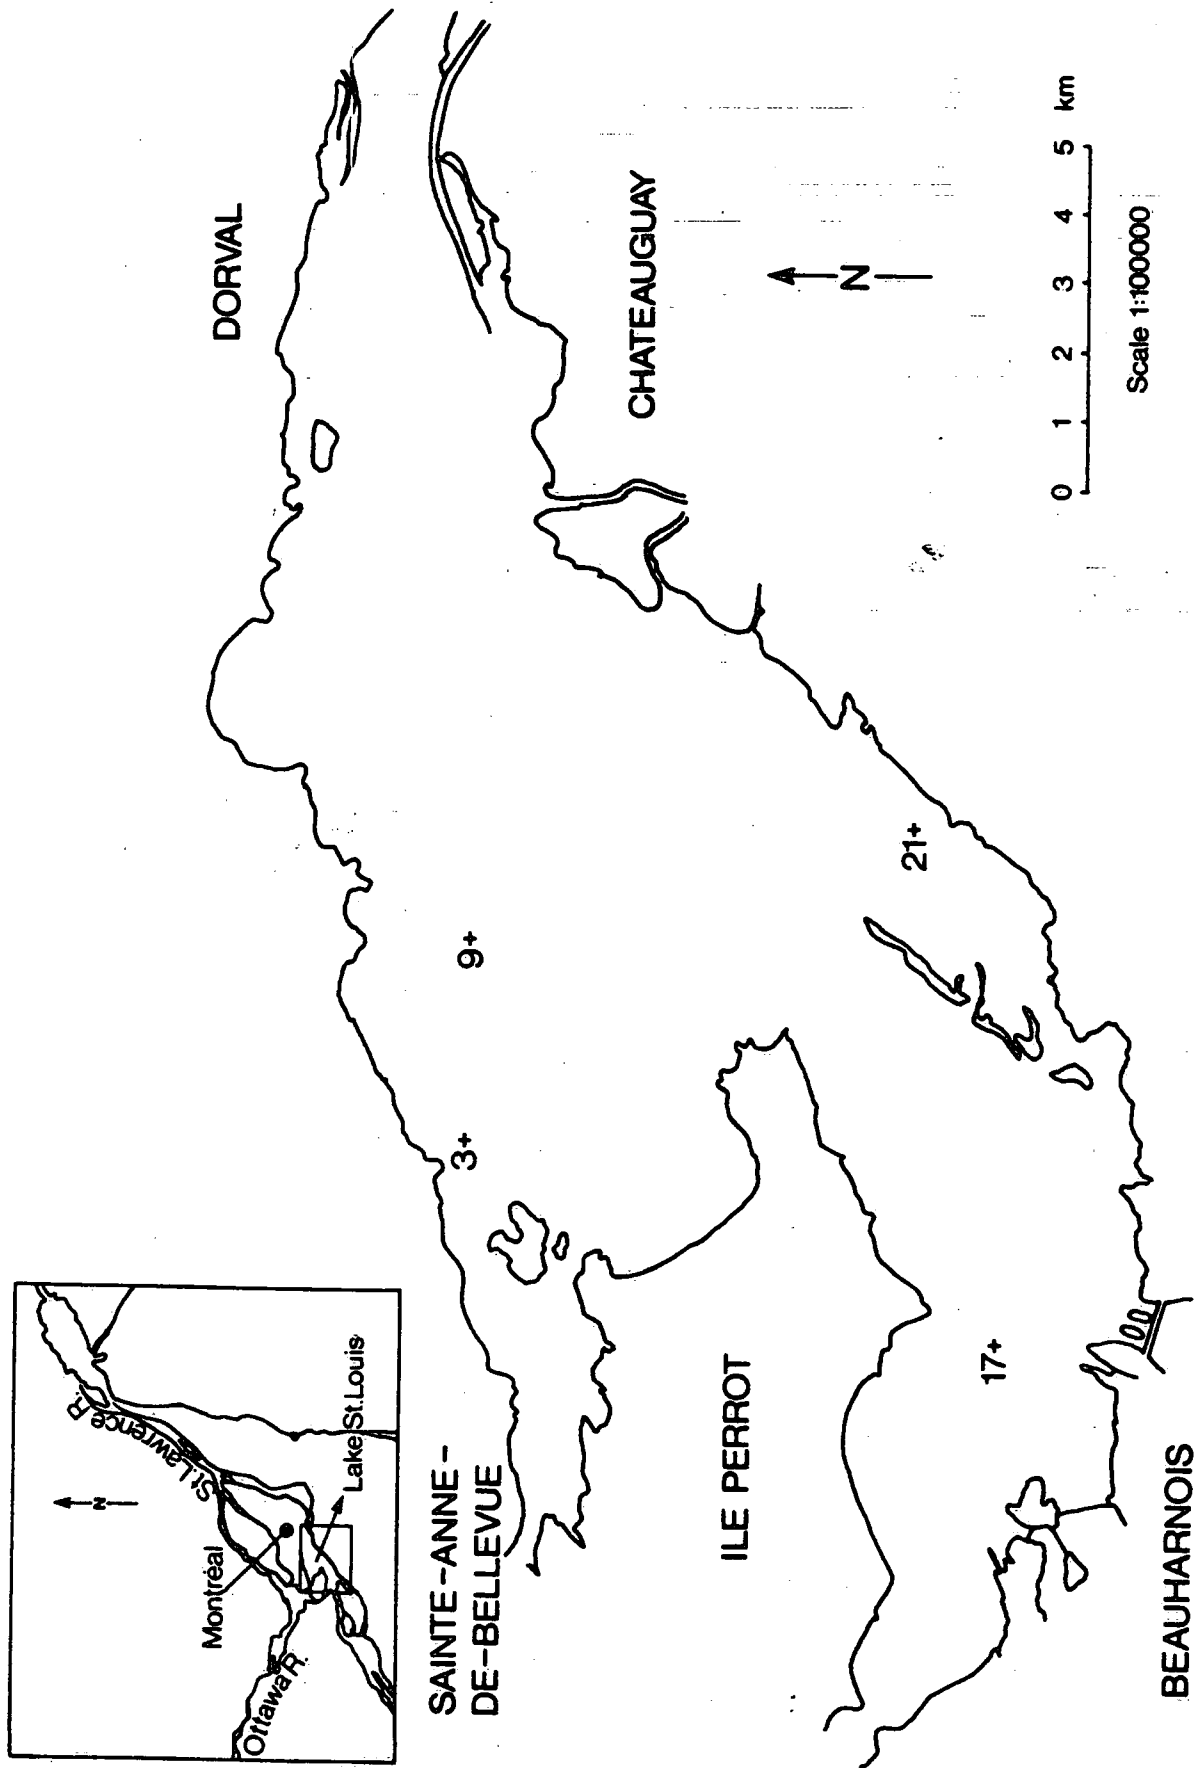 Ottawa R.
Montréal
St. Lawrence R.
N
Lake St. Louis
SAINTE-ANNE-
DE-BELLEVUE
DORVAL
3+
9+
ILE PERROT
CHATEAUGUAY
17+
21+
N
BEAUHARNOIS
0 1 2 3 4 5 km
Scale 1:100000